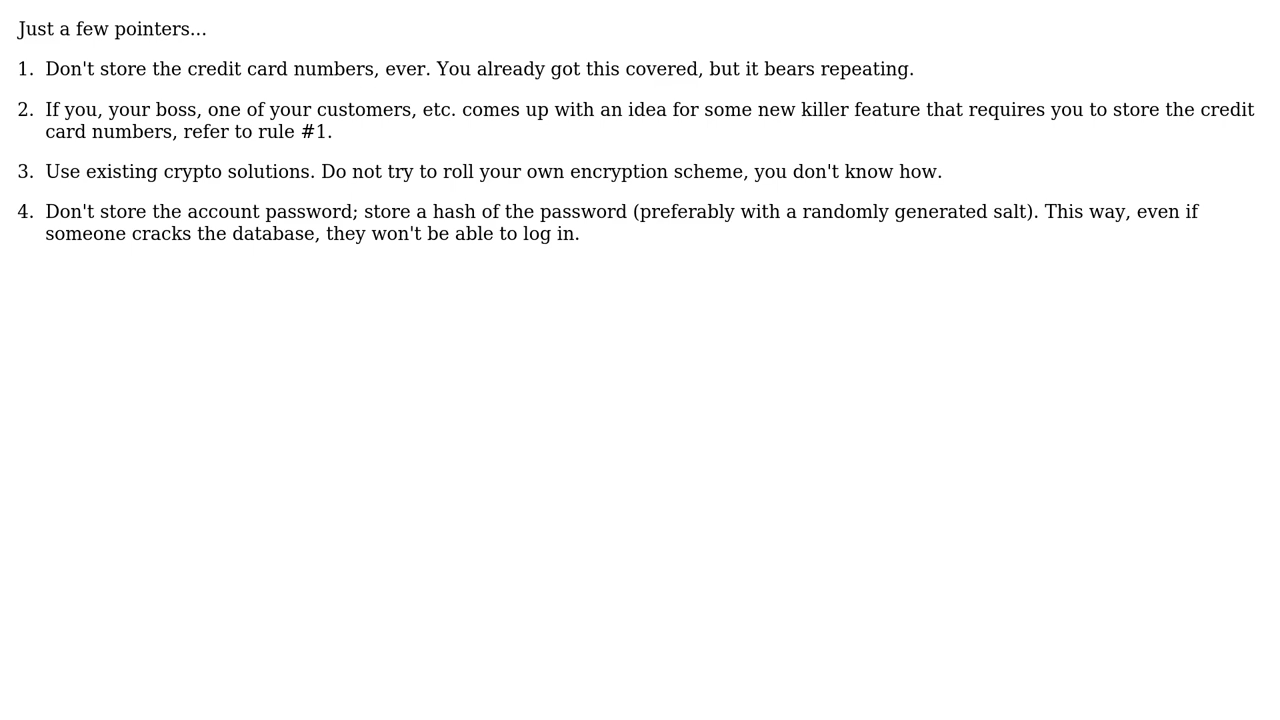 Just a few pointers...
1. Don't store the credit card numbers, ever. You already got this covered, but it bears repeating.
2. If you, your boss, one of your customers, etc. comes up with an idea for some new killer feature that requires you to store the credit
card numbers, refer to rule #1.
3. Use existing crypto solutions. Do not try to roll your own encryption scheme, you don't know how.
4. Don't store the account password; store a hash of the password (preferably with a randomly generated salt). This way, even if
someone cracks the database, they won't be able to log in.